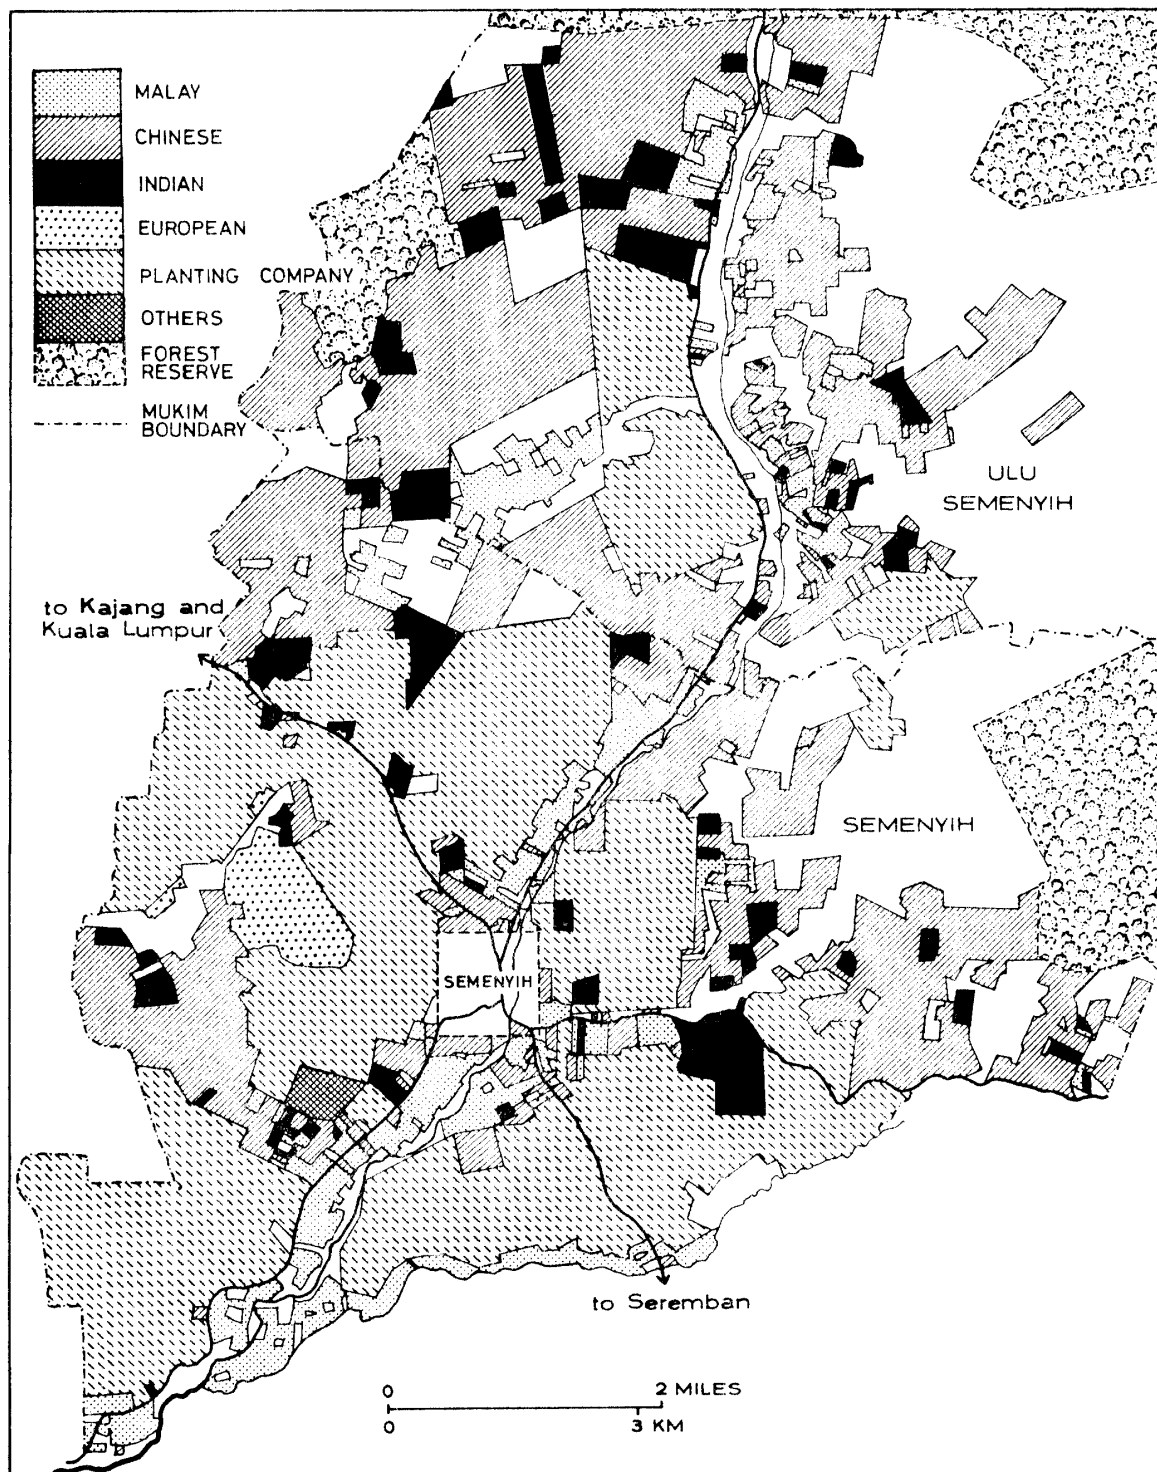 MALAY
CHINESE
INDIAN
EUROPEAN
PLANTING COMPANY
OTHERS
FOREST
RESERVE
MUKIM
BOUNDARY
ULU
SEMENYIH
to Kajang and
Kuala Lumpur
SEMENYIH
SEMENYIH
to Seremban
0 2 MILES
0 3 KM